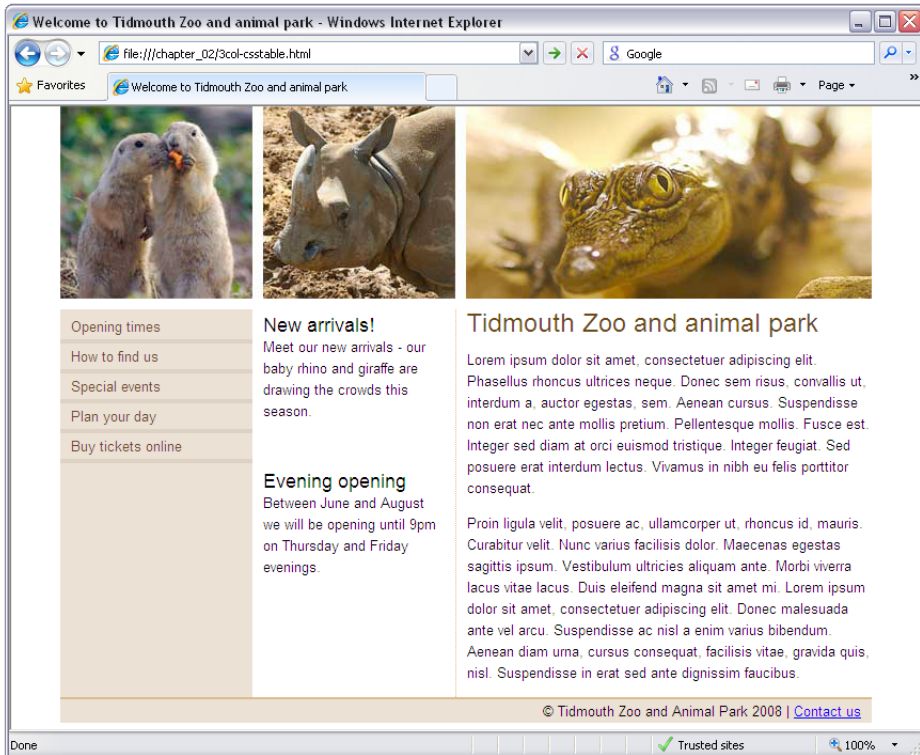 Welcome to Tidmouth Zoo and animal park - Windows Internet Explorer
file:///chapter_02/3col-csstable.html
Google
Favorites
Welcome to Tidmouth Zoo and animal park
Page
»
Opening times
How to find us
Special events
Plan your day
Buy tickets online
New arrivals!
Meet our new arrivals - our
baby rhino and giraffe are
drawing the crowds this
season.
Evening opening
Between June and August
we will be opening until 9pm
on Thursday and Friday
evenings.
Tidmouth Zoo and animal park
Lorem ipsum dolor sit amet, consectetuer adipiscing elit.
Phasellus rhoncus ultrices neque. Donec sem risus, convallis ut,
interdum a, auctor egestas, sem. Aenean cursus. Suspendisse
non erat nec ante mollis pretium. Pellentesque mollis. Fusce est.
Integer sed diam at orci euismod tristique. Integer feugiat. Sed
posuere erat interdum lectus. Vivamus in nibh eu felis porttitor
consequat.
Proin ligula velit, posuere ac, ullamcorper ut, rhoncus id, mauris.
Curabitur velit. Nunc varius facilisis dolor. Maecenas egestas
sagittis ipsum. Vestibulum ultricies aliquam ante. Morbi viverra
lacus vitae lacus. Duis eleifend magna sit amet mi. Lorem ipsum
dolor sit amet, consectetuer adipiscing elit. Donec malesuada
ante vel arcu. Suspendisse ac nisl a enim varius bibendum.
Aenean diam urna, cursus consequat, facilisis vitae, gravida quis,
nisl. Suspendisse in erat sed ante dignissim faucibus.
© Tidmouth Zoo and Animal Park 2008 | Contact us
Done
Trusted sites
100%